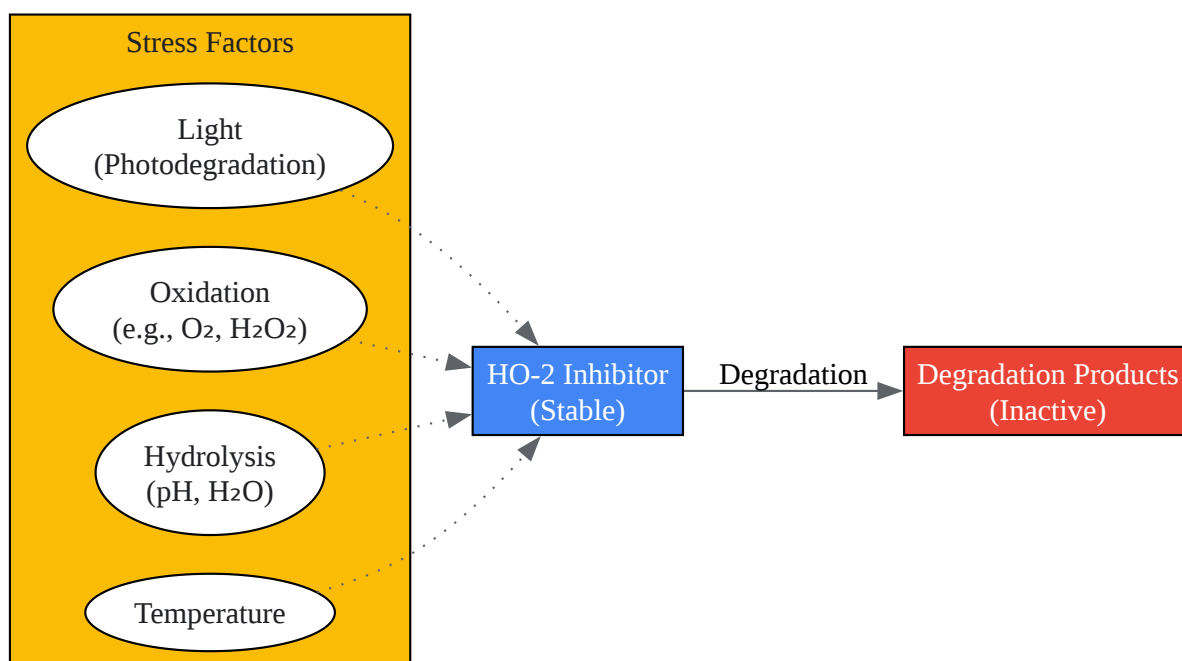 Stress Factors
Light
(Photodegradation)
Oxidation
(e.g., O₂, H₂O₂)
Hydrolysis
(pH, H₂O)
Temperature
HO-2 Inhibitor
(Stable)
Degradation
Degradation Products
(Inactive)